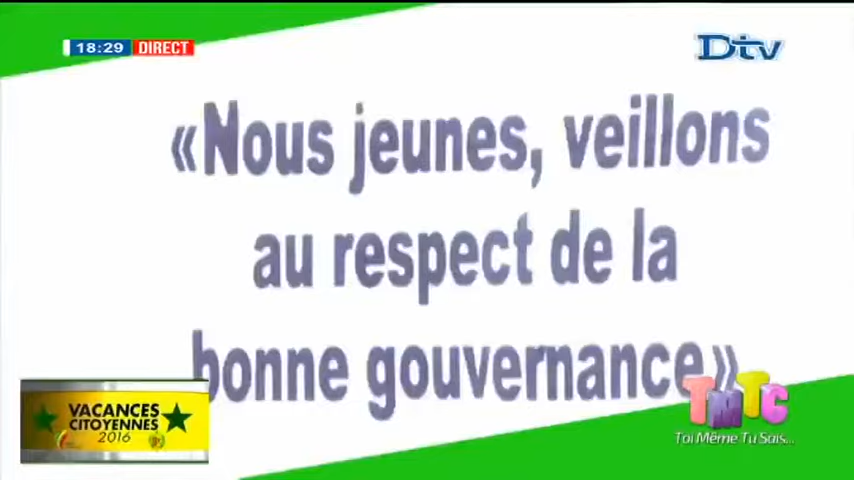 18:29 DIRECT
Dtv
«Nous jeunes, veillons
au respect de la
bonne gouvernance»
VACANCES
CITOYENNES
2016
TMTC
Toi Même Tu Sais...